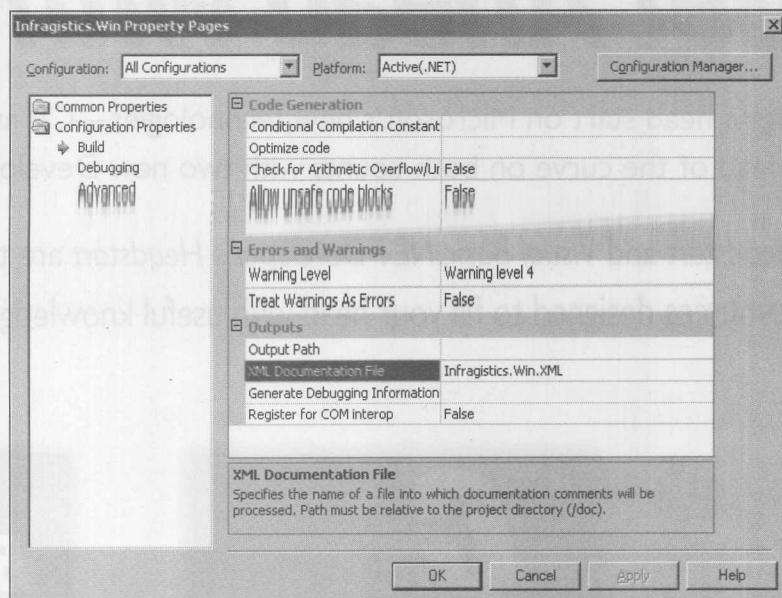 Infragistics.Win Property Pages
Configuration: All Configurations Platform: Active(.NET) Configuration Manager...
Common Properties
Configuration Properties
Build
Debugging
Advanced
Code Generation
Conditional Compilation Constant
Optimize code
Check for Arithmetic Overflow/Ur False
Allow unsafe code blocks False
Errors and Warnings
Warning Level Warning level 4
Treat Warnings As Errors False
Outputs
Output Path
XML Documentation File Infragistics.Win.XML
Generate Debugging Information
Register for COM interop False
XML Documentation File
Specifies the name of a file into which documentation comments will be
processed. Path must be relative to the project directory (/doc).
OK Cancel Apply Help